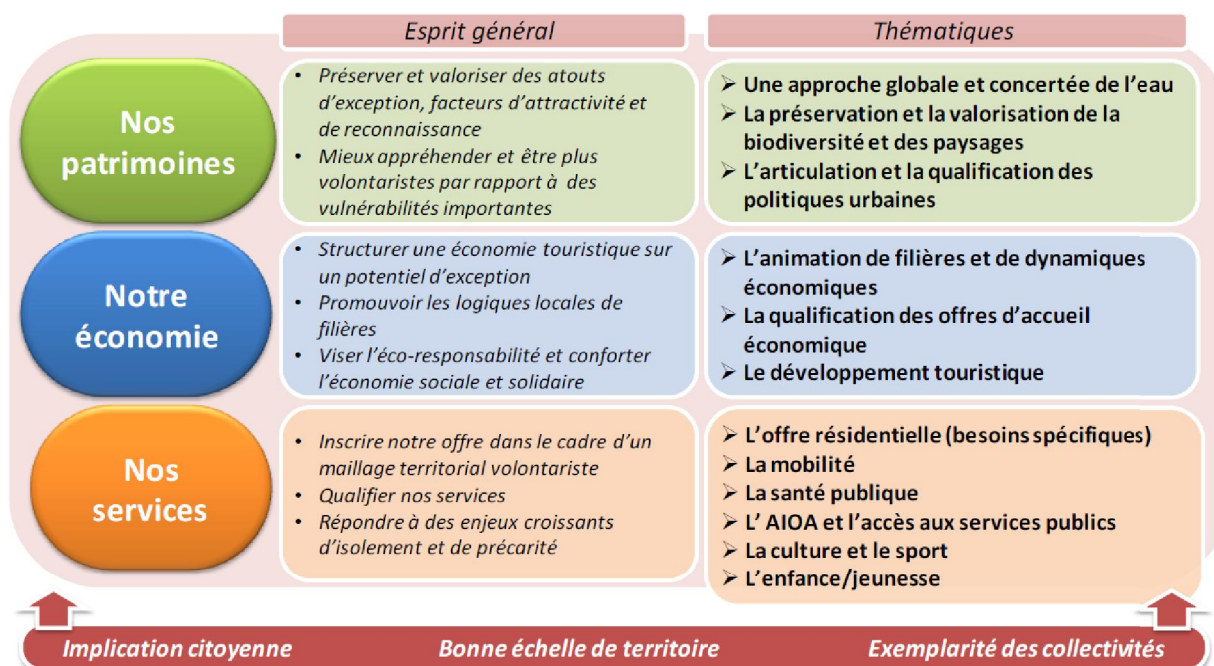 Esprit général
Thématiques
Nos
patrimoines
• Préserver et valoriser des atouts
d'exception, facteurs d'attractivité et
de reconnaissance
• Mieux appréhender et être plus
volontaristes par rapport à des
vulnérabilités importantes
➢ Une approche globale et concertée de l'eau
➢ La préservation et la valorisation de la
biodiversité et des paysages
➢ L'articulation et la qualification des
politiques urbaines
Notre
économie
• Structurer une économie touristique sur
un potentiel d'exception
• Promouvoir les logiques locales de
filières
• Viser l'éco-responsabilité et conforter
l'économie sociale et solidaire
➢ L'animation de filières et de dynamiques
économiques
➢ La qualification des offres d'accueil
économique
➢ Le développement touristique
Nos
services
• Inscrire notre offre dans le cadre d'un
maillage territorial volontariste
• Qualifier nos services
• Répondre à des enjeux croissants
d'isolement et de précarité
➢ L'offre résidentielle (besoins spécifiques)
➢ La mobilité
➢ La santé publique
➢ L' AIOA et l'accès aux services publics
➢ La culture et le sport
➢ L'enfance/jeunesse
Implication citoyenne
Bonne échelle de territoire
Exemplarité des collectivités